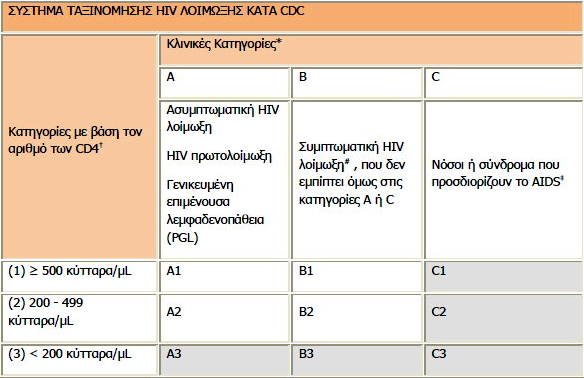 ΣΥΣΤΗΜΑ ΤΑΞΙΝΟΜΗΣΗΣ HIV ΛΟΙΜΩΞΗΣ ΚΑΤΑ CDC
Κατηγορίες με βάση τον
αριθμό των CD4†
Κλινικές Κατηγορίες*
A
B
C
Ασυμπτωματική HIV
λοίμωξη
HIV πρωτολοίμωξη
Γενικευμένη
επιμένουσα
λεμφαδενοπάθεια
(PGL)
Συμπτωματική HIV
λοίμωξη# , που δεν
εμπίπτει όμως στις
κατηγορίες Α ή C
Νόσοι ή σύνδρομα που
προσδιορίζουν το AIDS‡
(1) ≥ 500 κύτταρα/μL
A1
B1
C1
(2) 200 - 499
κύτταρα/μL
A2
B2
C2
(3) < 200 κύτταρα/μL
A3
B3
C3